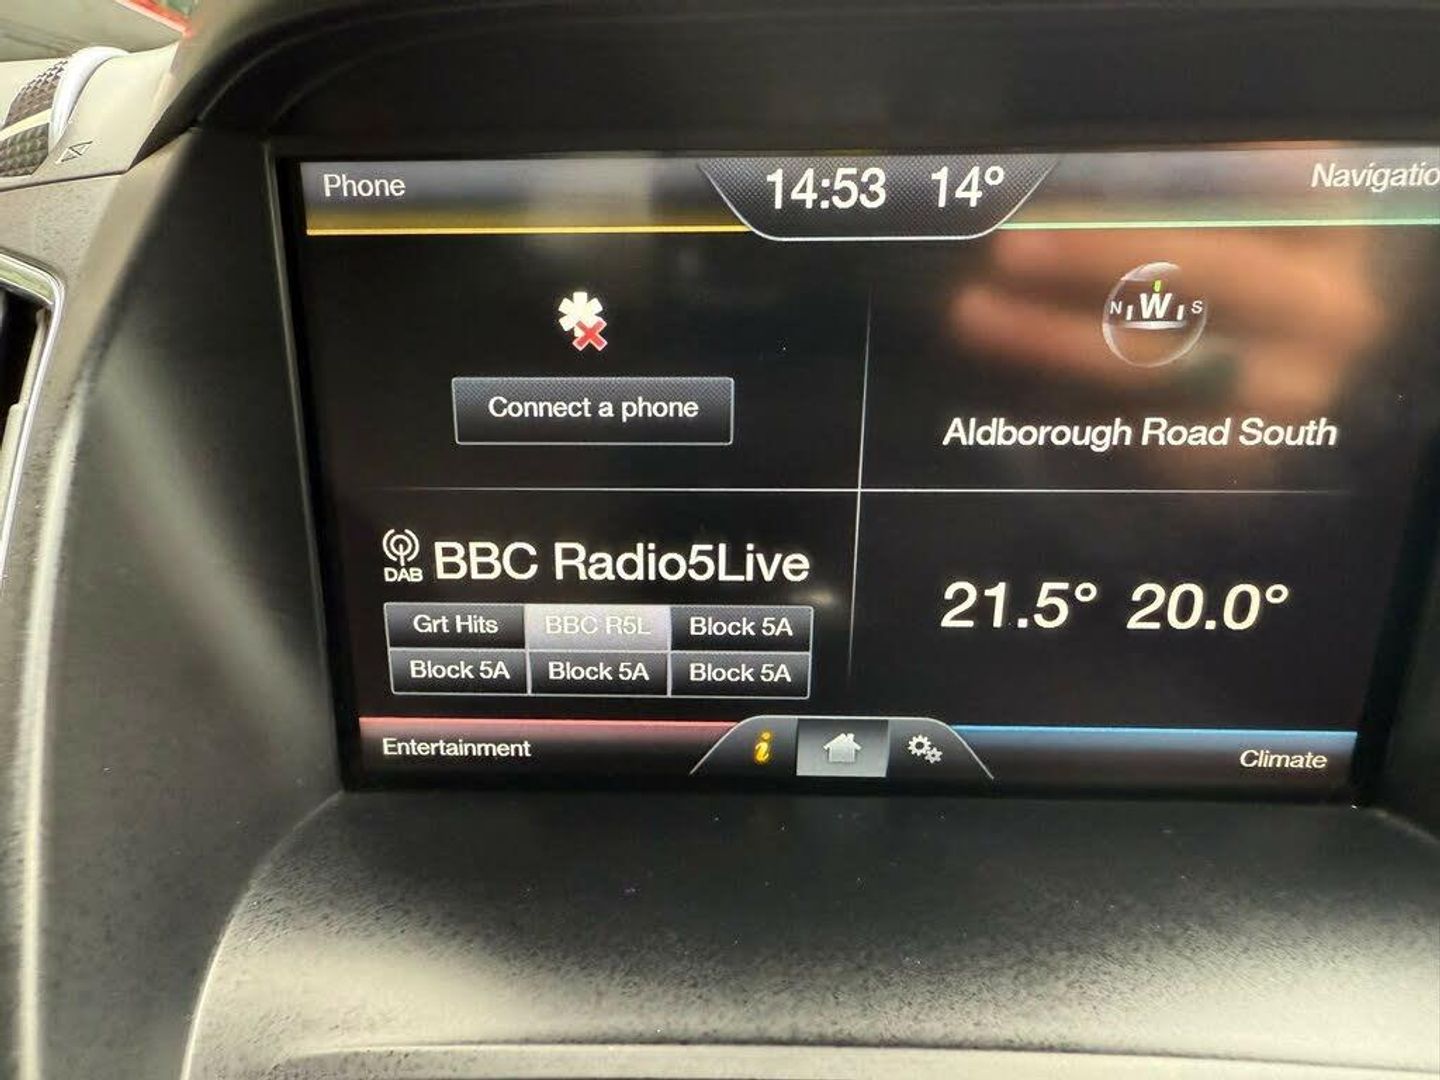 Phone
14:53 14°
Navigatio
N W S
Connect a phone
Aldborough Road South
DAB
BBC Radio5Live
Grt Hits BBC R5L Block 5A
Block 5A Block 5A Block 5A
21.5° 20.0°
Entertainment
i
Climate